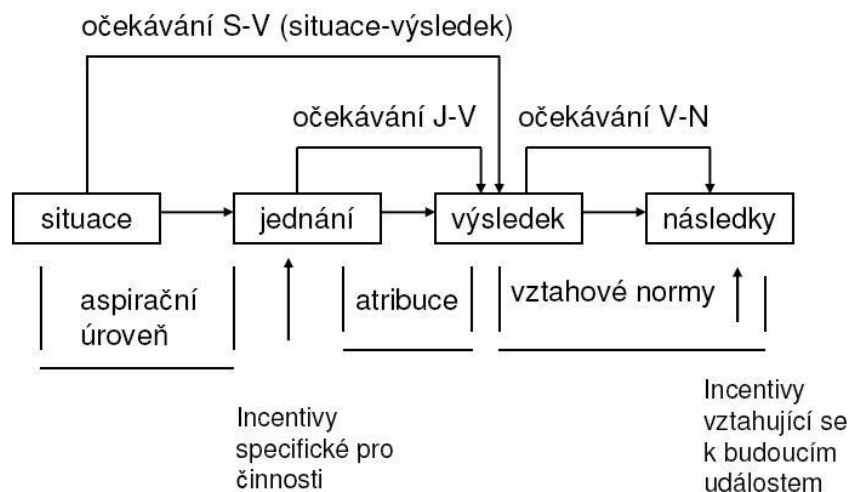 očekávání S-V (situace-výsledek)
očekávání J-V
očekávání V-N
situace
jednání
výsledek
následky
aspirační
úroveň
atribuce
vztahové normy
Incentivy
specifické pro
činnosti
Incentivy
vztahující se
k budoucím
událostem